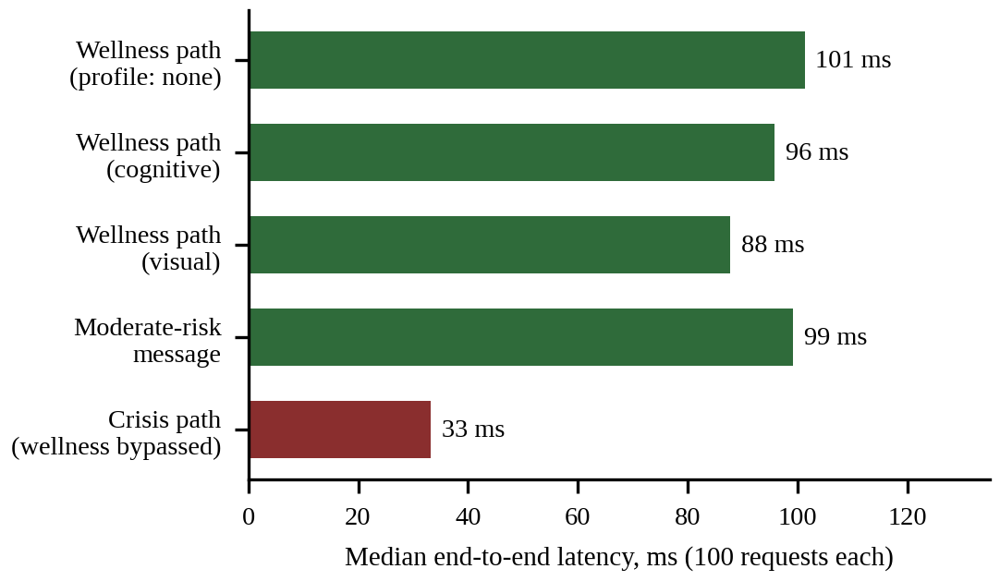 Wellness path
(profile: none)
101 ms
Wellness path
(cognitive)
96 ms
Wellness path
(visual)
88 ms
Moderate-risk
message
99 ms
Crisis path
(wellness bypassed)
33 ms
0 20 40 60 80 100 120
Median end-to-end latency, ms (100 requests each)